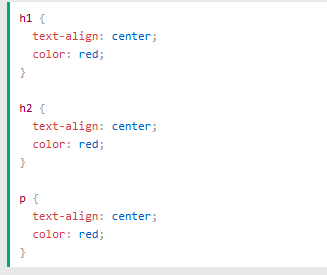 h1 {
  text-align: center;
  color: red;
}

h2 {
  text-align: center;
  color: red;
}

p {
  text-align: center;
  color: red;
}